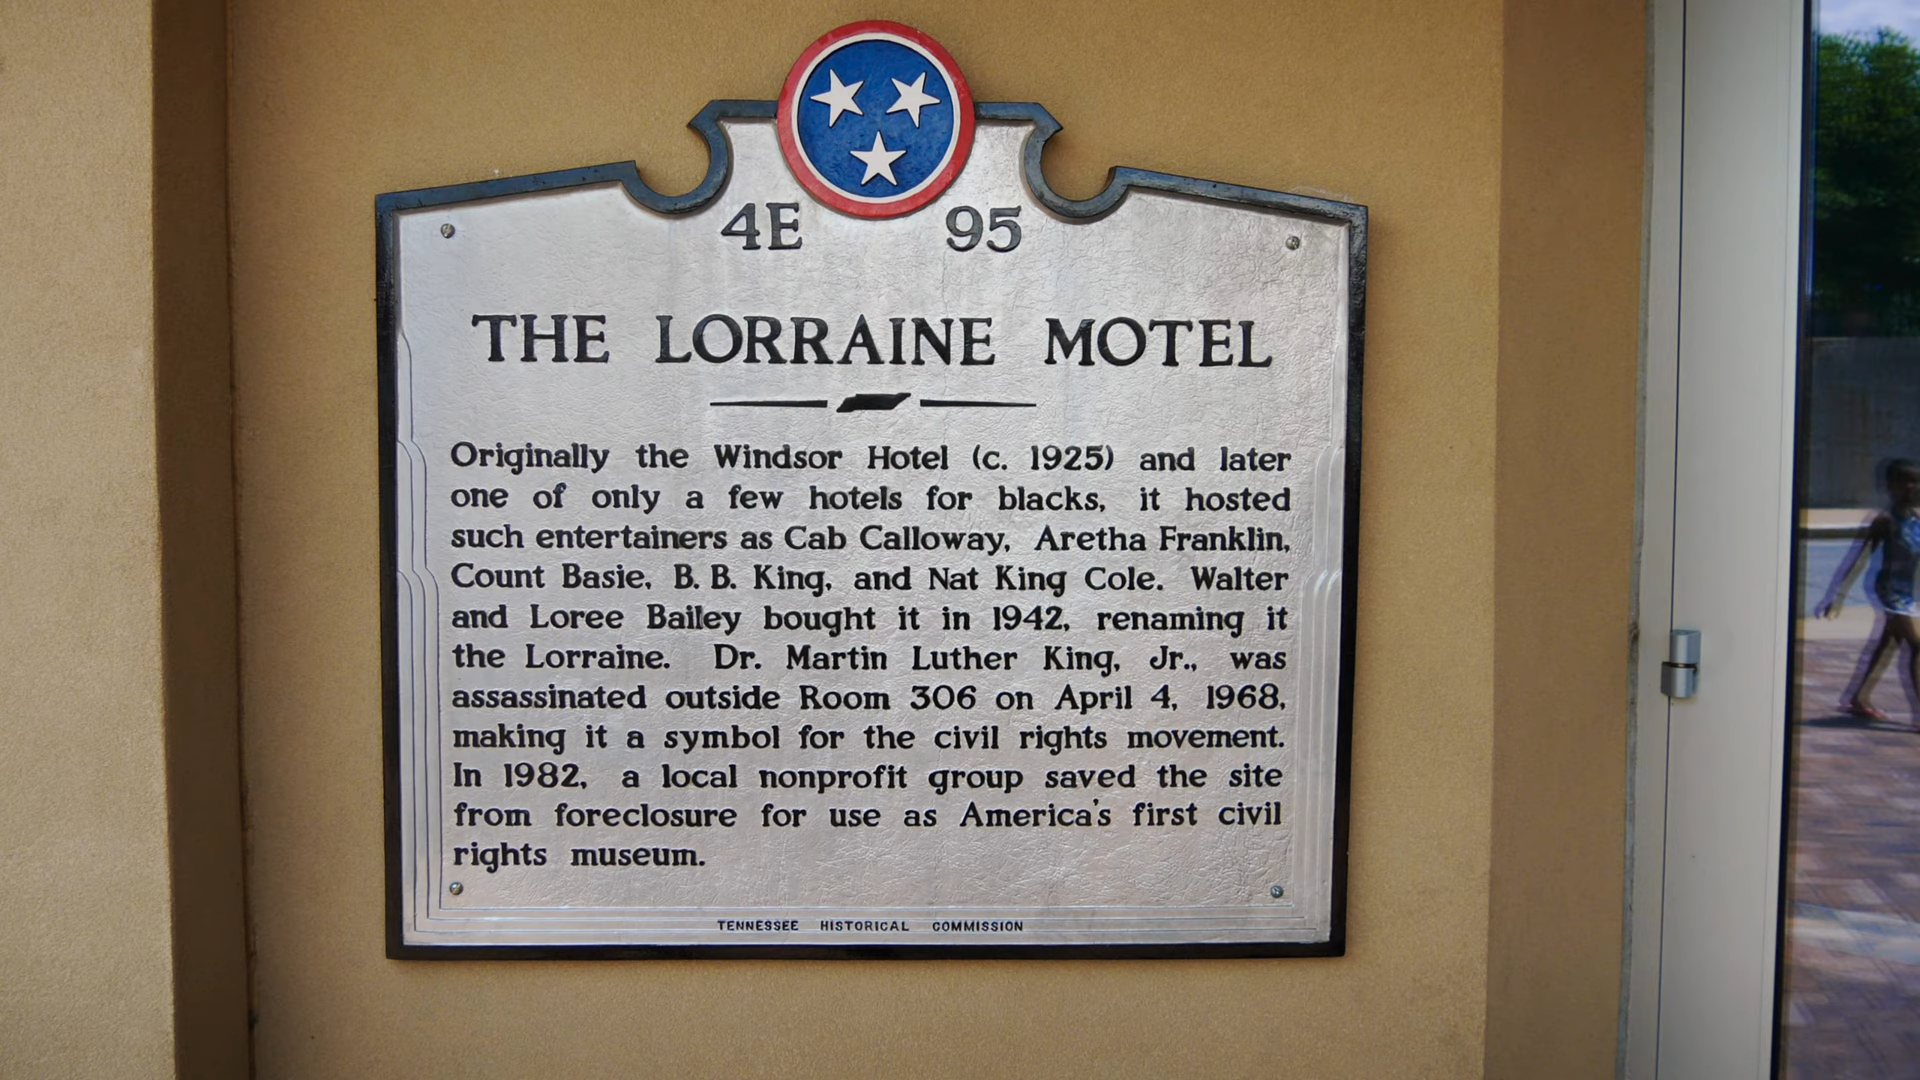 4E 95
THE LORRAINE MOTEL
Originally the Windsor Hotel (c. 1925) and later
one of only a few hotels for blacks, it hosted
such entertainers as Cab Calloway, Aretha Franklin,
Count Basie, B. B. King, and Nat King Cole. Walter
and Loree Bailey bought it in 1942, renaming it
the Lorraine. Dr. Martin Luther King, Jr., was
assassinated outside Room 306 on April 4, 1968,
making it a symbol for the civil rights movement.
In 1982, a local nonprofit group saved the site
from foreclosure for use as America's first civil
rights museum.
TENNESSEE HISTORICAL COMMISSION